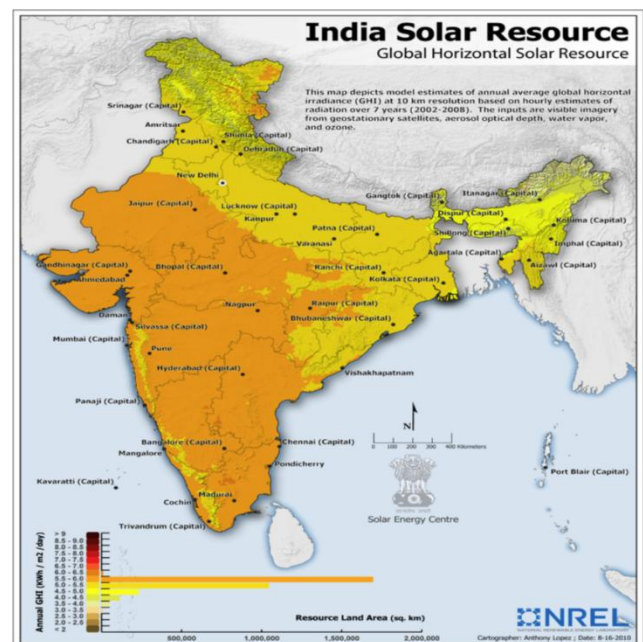 India Solar Resource
Global Horizontal Solar Resource
This map depicts model estimates of annual average global horizontal
irradiance (GHI) at 10 km resolution based on hourly estimates of
radiation over 7 years (2002-2008). The inputs are visible imagery
from geostationary satellites, aerosol optical depth, water vapor,
and ozone.
Srinagar (Capital)
Amritsar
Shimla (Capital)
Chandigarh (Capital)
Dehradun (Capital)
New Delhi
Gangtok (Capital)
Itanagar (Capital)
Jaipur (Capital)
Lucknow (Capital)
Kanpur
Dispur (Capital)
Kohima (Capital)
Patna (Capital)
Shillong (Capital)
Varanasi
Imphal (Capital)
Agartala (Capital)
Aizawl (Capital)
Gandhinagar (Capital)
Ahmedabad
Bhopal (Capital)
Ranchi (Capital)
Kolkata (Capital)
Nagpur
Raipur (Capital)
Bhubaneshwar (Capital)
Daman
Silvassa (Capital)
Mumbai (Capital)
Pune
Hyderabad (Capital)
Vishakhapatnam
Panaji (Capital)
N
0 100 200 300 400 Kilometers
Bangalore (Capital)
Chennai (Capital)
Mangalore
Pondicherry
Port Blair (Capital)
Kavaratti (Capital)
Cochin
Madurai
Solar Energy Centre
Trivandrum (Capital)
Annual GHI (KWh / m2 /day)
> 9
8.5 - 9.0
8.0 - 8.5
7.5 - 8.0
7.0 - 7.5
6.5 - 7.0
6.0 - 6.5
5.5 - 6.0
5.0 - 5.5
4.5 - 5.0
4.0 - 4.5
3.5 - 4.0
3.0 - 3.5
2.5 - 3.0
2.0 - 2.5
< 2
Resource Land Area (sq. km)
500,000 1,000,000 1,500,000 2,000,000
NREL
NATIONAL RENEWABLE ENERGY LABORATORY
Cartographer: Anthony Lopez ; Date: 8-16-2010